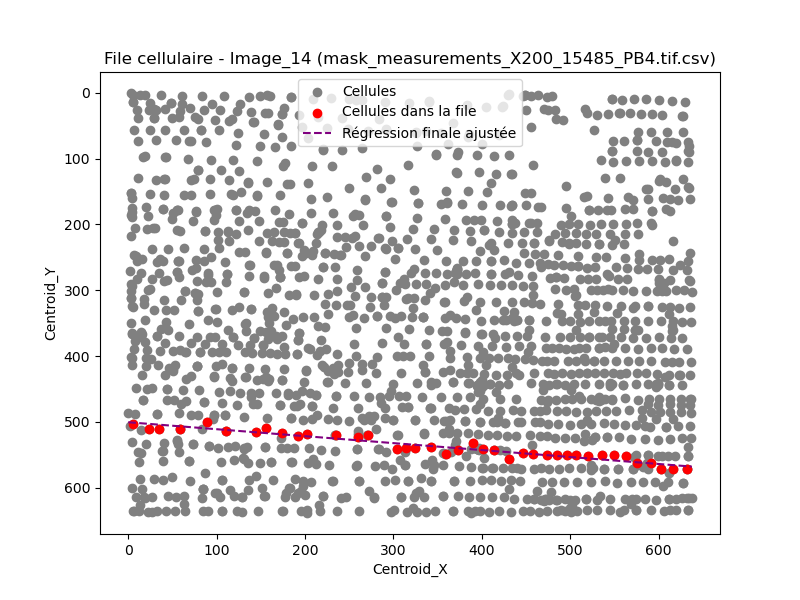 File cellulaire - Image_14 (mask_measurements_X200_15485_PB4.tif.csv)
Cellules
Cellules dans la file
Régression finale ajustée
Centroid_Y
0
100
200
300
400
500
600
0 100 200 300 400 500 600
Centroid_X